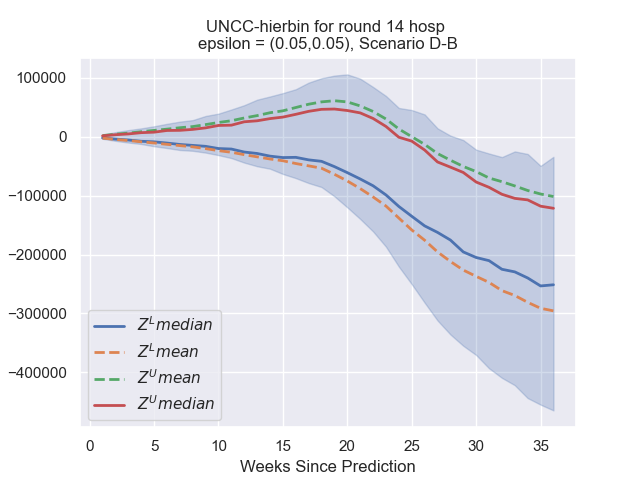 UNCC-hierbin for round 14 hosp
epsilon = (0.05,0.05), Scenario D-B
100000
0
−100000
−200000
−300000
−400000
Z^L median
Z^L mean
Z^U mean
Z^U median
0 5 10 15 20 25 30 35
Weeks Since Prediction